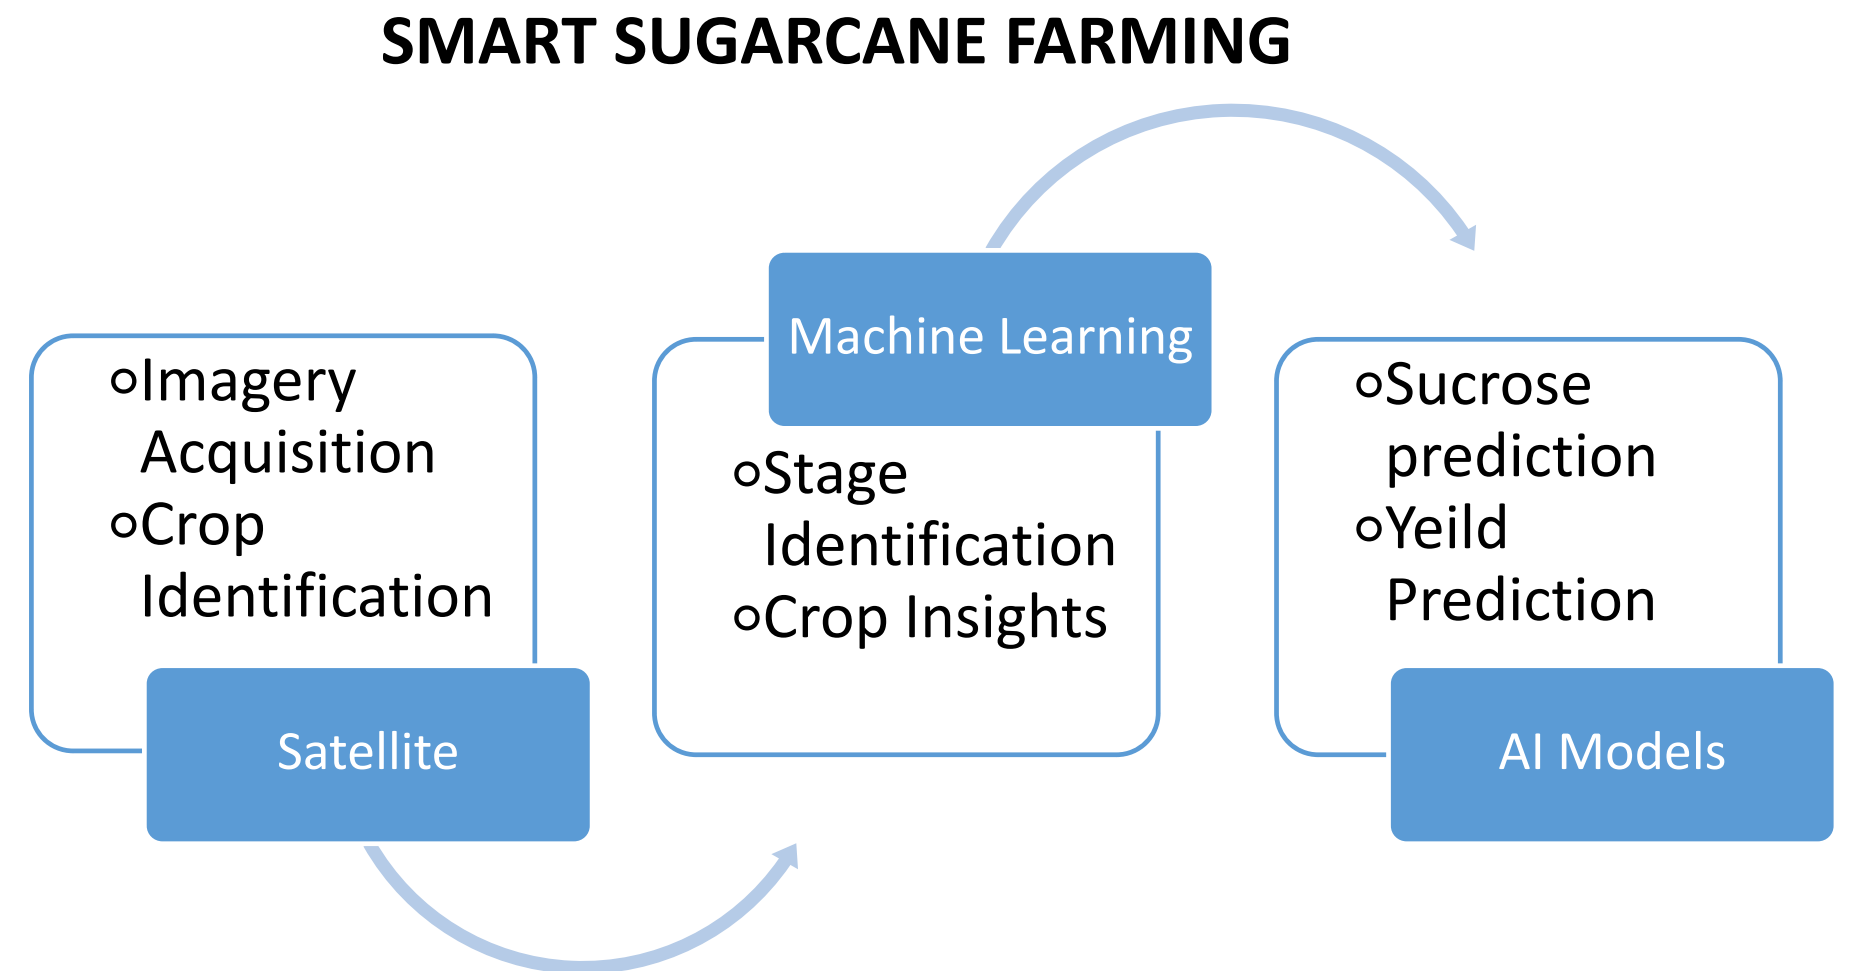 SMART SUGARCANE FARMING
Imagery
Acquisition
Crop
Identification
Satellite
Machine Learning
Stage
Identification
Crop Insights
Sucrose
prediction
Yeild
Prediction
AI Models